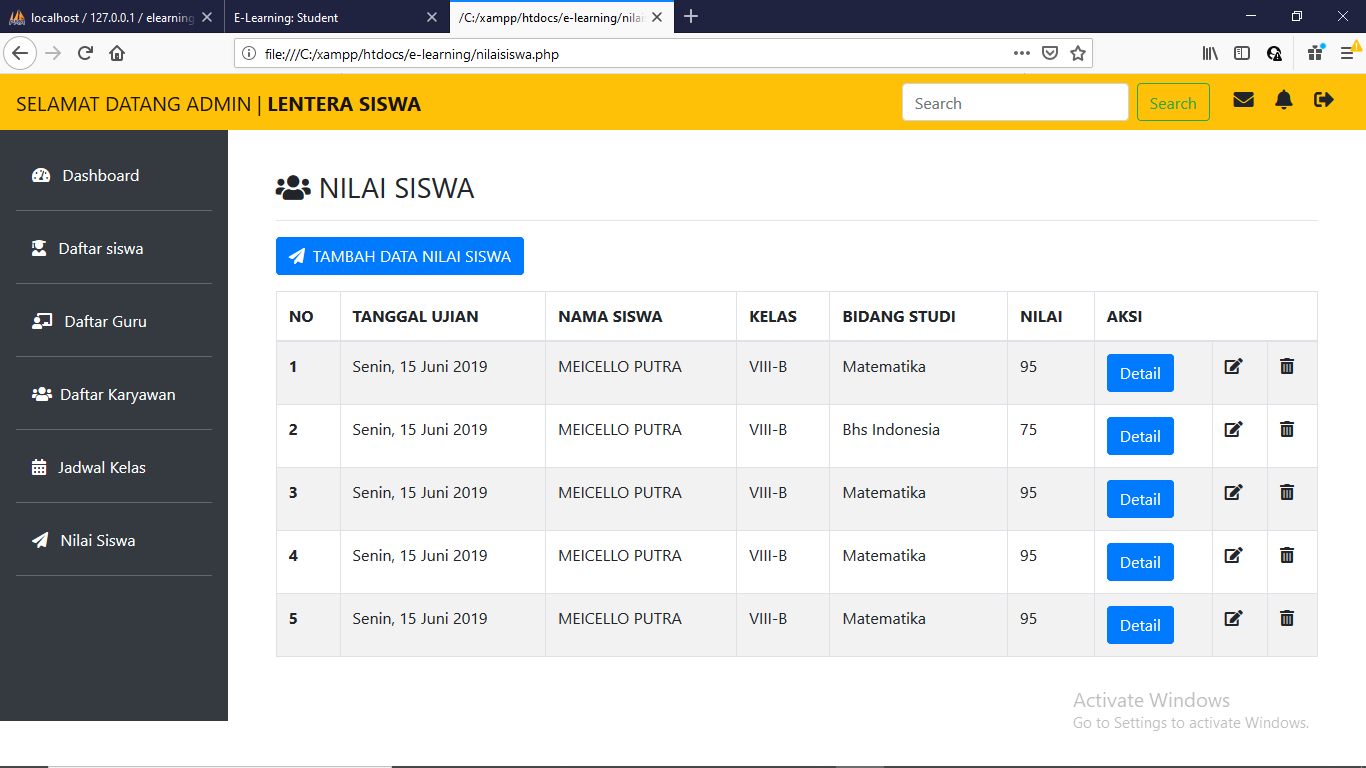 localhost / 127.0.0.1 / elearning
E-Learning: Student
/C:/xampp/htdocs/e-learning/nilai
file:///C:/xampp/htdocs/e-learning/nilaisiswa.php
SELAMAT DATANG ADMIN | LENTERA SISWA
Search
Search
Dashboard
Daftar siswa
Daftar Guru
Daftar Karyawan
Jadwal Kelas
Nilai Siswa
NILAI SISWA
TAMBAH DATA NILAI SISWA
NO TANGGAL UJIAN NAMA SISWA KELAS BIDANG STUDI NILAI AKSI
1 Senin, 15 Juni 2019 MEICELLO PUTRA VIII-B Matematika 95 Detail
2 Senin, 15 Juni 2019 MEICELLO PUTRA VIII-B Bhs Indonesia 75 Detail
3 Senin, 15 Juni 2019 MEICELLO PUTRA VIII-B Matematika 95 Detail
4 Senin, 15 Juni 2019 MEICELLO PUTRA VIII-B Matematika 95 Detail
5 Senin, 15 Juni 2019 MEICELLO PUTRA VIII-B Matematika 95 Detail
Activate Windows
Go to Settings to activate Windows.